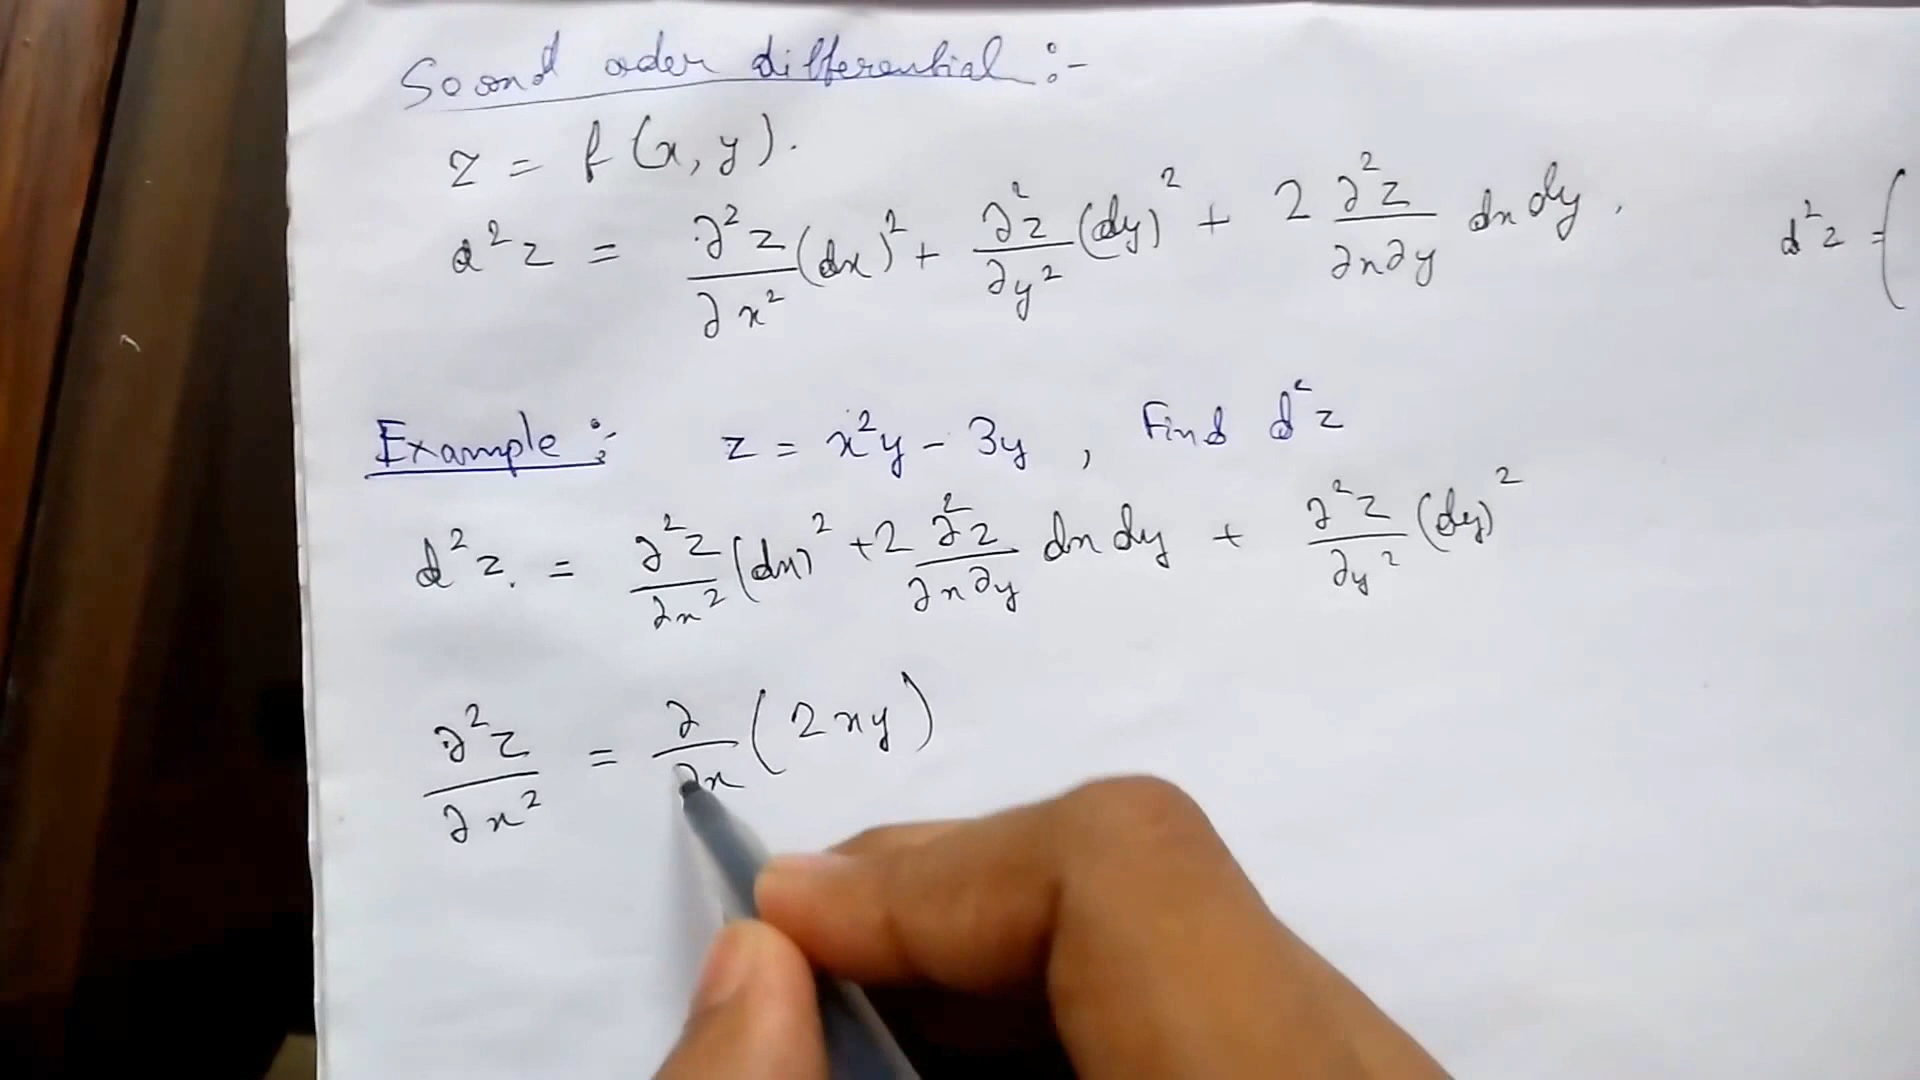 Second order differential :-
z = f(x, y).
d²z = ∂²z/∂x² (dx)² + ∂²z/∂y² (dy)² + 2 ∂²z/∂x∂y dx dy .
d²z = (
Example :- z = x²y - 3y , Find d²z
d²z. = ∂²z/∂x² (dx)² + 2 ∂²z/∂x∂y dx dy + ∂²z/∂y² (dy)²
∂²z/∂x² = ∂/∂x (2xy)